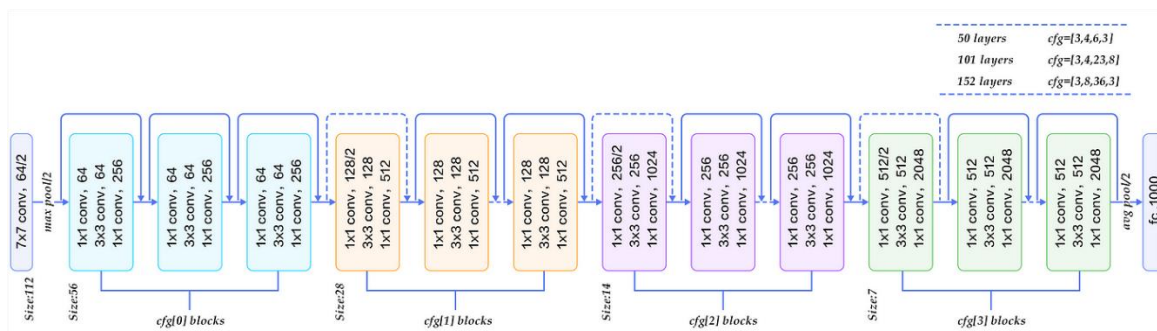 50 layers cfg=[3,4,6,3]
101 layers cfg=[3,4,23,8]
152 layers cfg=[3,8,36,3]
7×7 conv, 64/2
max pool/2
1x1 conv, 64
3x3 conv, 64
1x1 conv, 256
1x1 conv, 64
3x3 conv, 64
1x1 conv, 256
1x1 conv, 64
3x3 conv, 64
1x1 conv, 256
1x1 conv, 128/2
3x3 conv, 128
1x1 conv, 512
1x1 conv, 128
3x3 conv, 128
1x1 conv, 512
1x1 conv, 128
3x3 conv, 128
1x1 conv, 512
1x1 conv, 256/2
3x3 conv, 256
1x1 conv, 1024
1x1 conv, 256
3x3 conv, 256
1x1 conv, 1024
1x1 conv, 256
3x3 conv, 256
1x1 conv, 1024
1x1 conv, 512/2
3x3 conv, 512
1x1 conv, 2048
1x1 conv, 512
3x3 conv, 512
1x1 conv, 2048
1x1 conv, 512
3x3 conv, 512
1x1 conv, 2048
avg pool/2
fc, 1000
Size:112
Size:56
cfg[0] blocks
Size:28
cfg[1] blocks
Size:14
cfg[2] blocks
Size:7
cfg[3] blocks